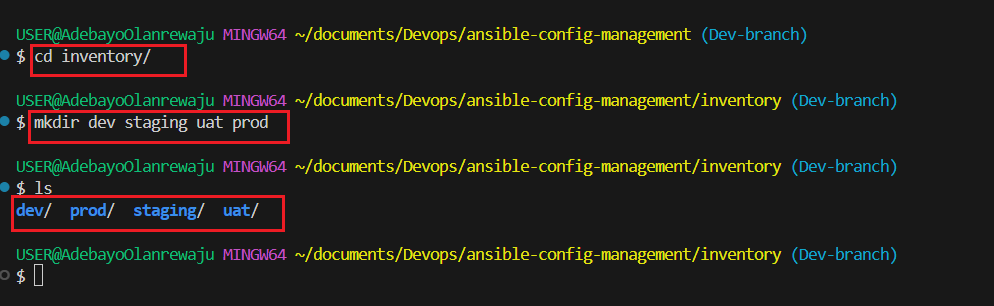 USER@AdebayoOlanrewaju MINGW64 ~/documents/Devops/ansible-config-management (Dev-branch)
$ cd inventory/
USER@AdebayoOlanrewaju MINGW64 ~/documents/Devops/ansible-config-management/inventory (Dev-branch)
$ mkdir dev staging uat prod
USER@AdebayoOlanrewaju MINGW64 ~/documents/Devops/ansible-config-management/inventory (Dev-branch)
$ ls
dev/  prod/  staging/  uat/
USER@AdebayoOlanrewaju MINGW64 ~/documents/Devops/ansible-config-management/inventory (Dev-branch)
$